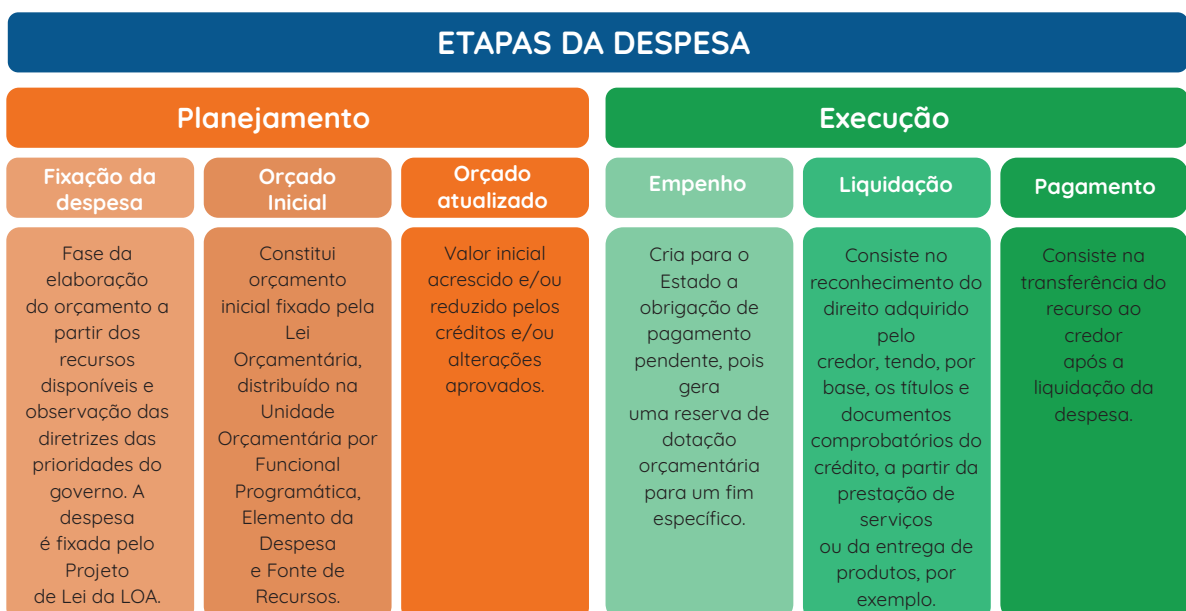 ETAPAS DA DESPESA
Planejamento
Execução
Fixação da
despesa
Orçado
Inicial
Orçado
atualizado
Empenho
Liquidação
Pagamento
Fase da
elaboração
do orçamento a
partir dos
recursos
disponíveis e
observação das
diretrizes das
prioridades do
governo. A
despesa
é fixada pelo
Projeto
de Lei da LOA.
Constitui
orçamento
inicial fixado pela
Lei
Orçamentária,
distribuído na
Unidade
Orçamentária por
Funcional
Programática,
Elemento da
Despesa
e Fonte de
Recursos.
Valor inicial
acrescido e/ou
reduzido pelos
créditos e/ou
alterações
aprovados.
Cria para o
Estado a
obrigação de
pagamento
pendente, pois
gera
uma reserva de
dotação
orçamentária
para um fim
específico.
Consiste no
reconhecimento do
direito adquirido
pelo
credor, tendo, por
base, os títulos e
documentos
comprobatórios do
crédito, a partir da
prestação de
serviços
ou da entrega de
produtos, por
exemplo.
Consiste na
transferência do
recurso ao
credor
após a
liquidação da
despesa.